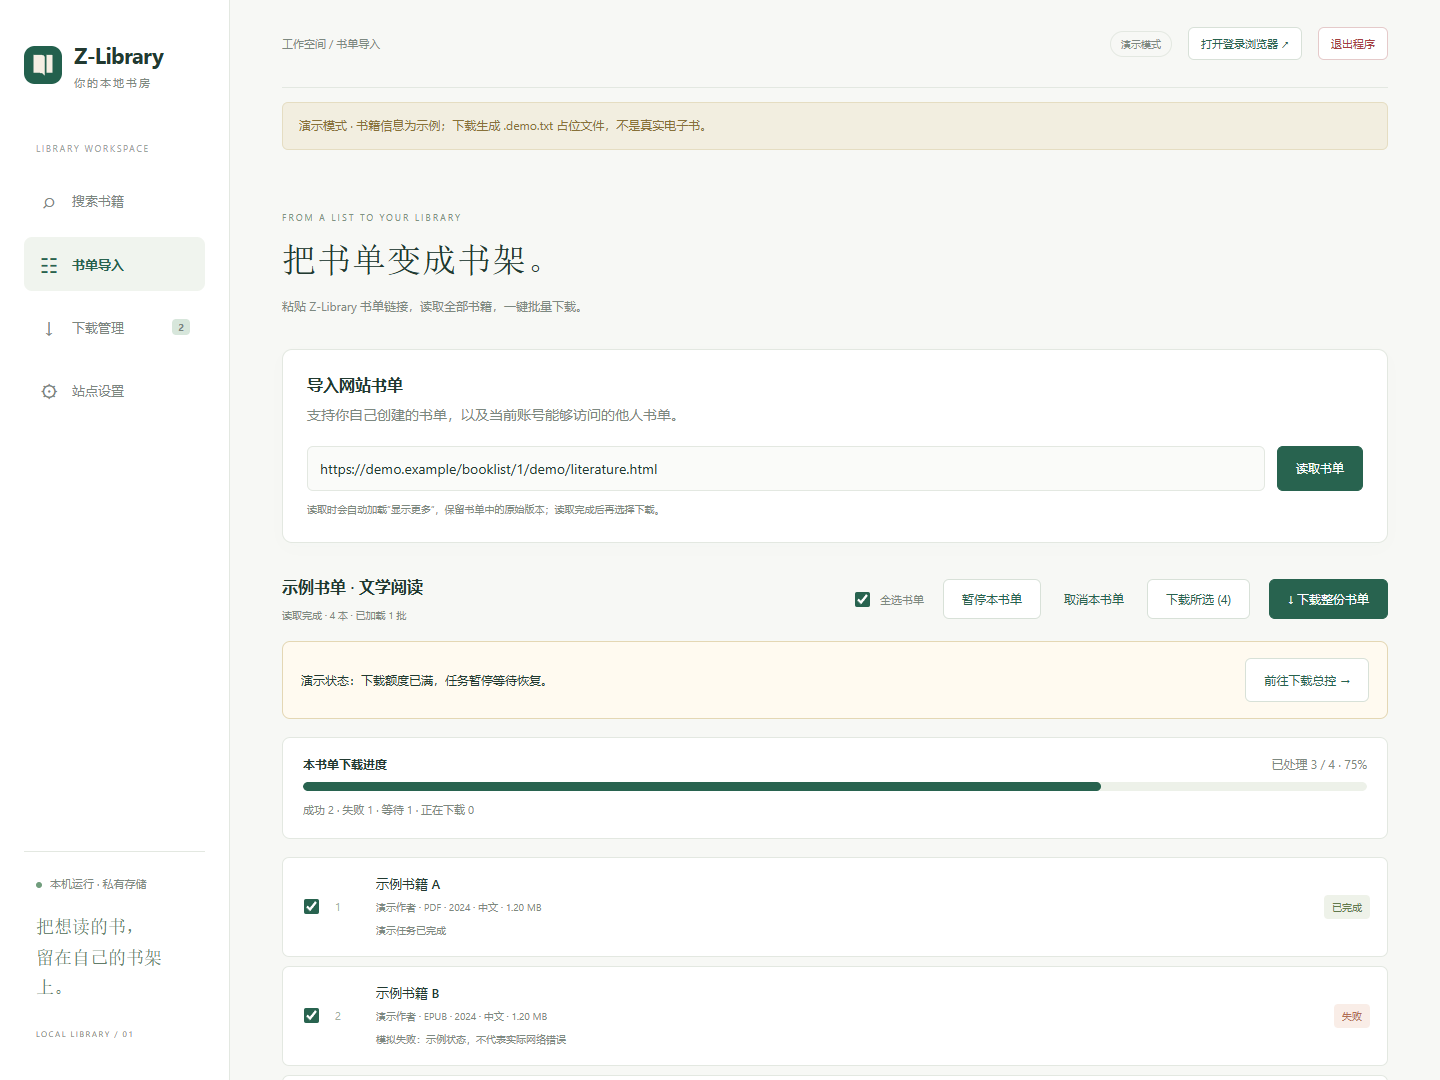 Z-Library
你的本地书房
LIBRARY WORKSPACE
搜索书籍
书单导入
下载管理
2
站点设置
本机运行 · 私有存储
把想读的书，
留在自己的书架
上。
LOCAL LIBRARY / 01
工作空间 / 书单导入
演示模式
打开登录浏览器 ↗
退出程序
演示模式 · 书籍信息为示例；下载生成 .demo.txt 占位文件，不是真实电子书。
FROM A LIST TO YOUR LIBRARY
把书单变成书架。
粘贴 Z-Library 书单链接，读取全部书籍，一键批量下载。
导入网站书单
支持你自己创建的书单，以及当前账号能够访问的他人书单。
https://demo.example/booklist/1/demo/literature.html
读取书单
读取时会自动加载“显示更多”，保留书单中的原始版本；读取完成后再选择下载。
示例书单 · 文学阅读
读取完成 · 4 本 · 已加载 1 批
全选书单
暂停本书单
取消本书单
下载所选 (4)
↓ 下载整份书单
演示状态：下载额度已满，任务暂停等待恢复。
前往下载总控 →
本书单下载进度
已处理 3 / 4 · 75%
成功 2 · 失败 1 · 等待 1 · 正在下载 0
1
示例书籍 A
演示作者 · PDF · 2024 · 中文 · 1.20 MB
演示任务已完成
已完成
2
示例书籍 B
演示作者 · EPUB · 2024 · 中文 · 1.20 MB
模拟失败：示例状态，不代表实际网络错误
失败